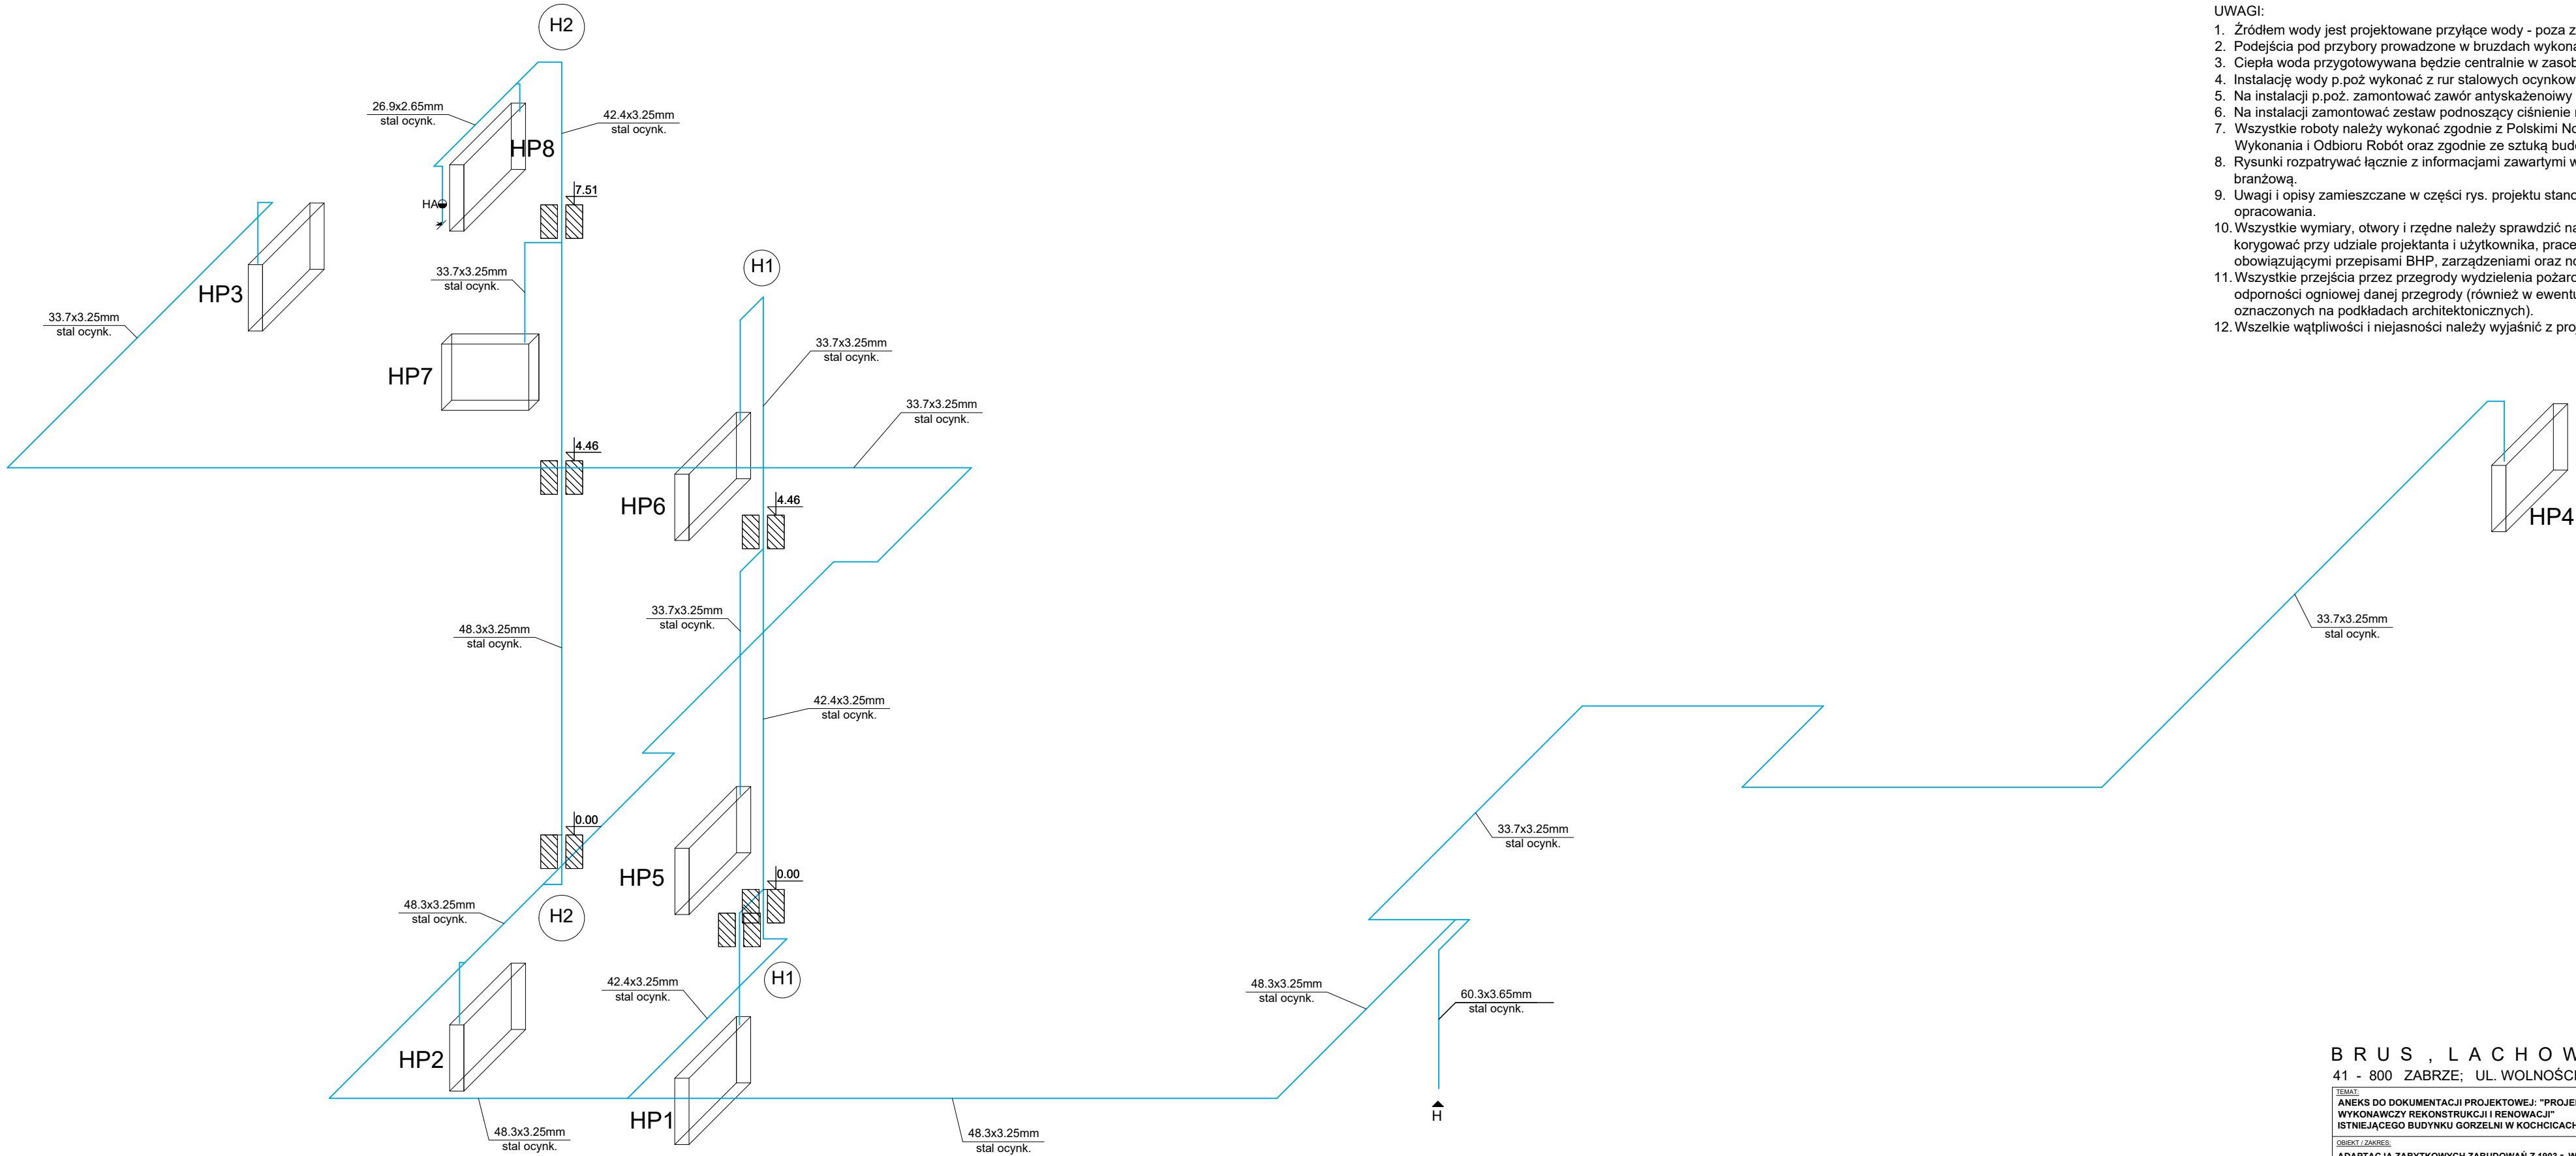 H2
26.9x2.65mm
stal ocynk.
42.4x3.25mm
stal ocynk.
HP8
7.51
HA
HP3
33.7x3.25mm
stal ocynk.
33.7x3.25mm
stal ocynk.
HP7
H1
33.7x3.25mm
stal ocynk.
33.7x3.25mm
stal ocynk.
4.46
HP6
4.46
33.7x3.25mm
stal ocynk.
48.3x3.25mm
stal ocynk.
42.4x3.25mm
stal ocynk.
0.00
HP5
0.00
48.3x3.25mm
stal ocynk.
H2
H1
42.4x3.25mm
stal ocynk.
HP2
HP1
48.3x3.25mm
stal ocynk.
48.3x3.25mm
stal ocynk.
48.3x3.25mm
stal ocynk.
60.3x3.65mm
stal ocynk.
H
33.7x3.25mm
stal ocynk.
33.7x3.25mm
stal ocynk.
HP4
UWAGI:
1. Źródłem wody jest projektowane przyłące wody - poza z
2. Podejścia pod przybory prowadzone w bruzdach wykona
3. Ciepła woda przygotowywana będzie centralnie w zasob
4. Instalację wody p.poż wykonać z rur stalowych ocynkow
5. Na instalacji p.poż. zamontować zawór antyskażenoiwy
6. Na instalacji zamontować zestaw podnoszący ciśnienie
7. Wszystkie roboty należy wykonać zgodnie z Polskimi No
Wykonania i Odbioru Robót oraz zgodnie ze sztuką bud
8. Rysunki rozpatrywać łącznie z informacjami zawartymi w
branżową.
9. Uwagi i opisy zamieszczane w części rys. projektu stano
opracowania.
10. Wszystkie wymiary, otwory i rzędne należy sprawdzić na
korygować przy udziale projektanta i użytkownika, prace
obowiązującymi przepisami BHP, zarządzeniami oraz no
11. Wszystkie przejścia przez przegrody wydzielenia pożaro
odporności ogniowej danej przegrody (również w ewentu
oznaczonych na podkładach architektonicznych).
12. Wszelkie wątpliwości i niejasności należy wyjaśnić z pro
B R U S , L A C H O W
41 - 800 ZABRZE; UL. WOLNOŚCI
TEMAT:
ANEKS DO DOKUMENTACJI PROJEKTOWEJ: "PROJE
WYKONAWCZY REKONSTRUKCJI I RENOWACJI"
ISTNIEJĄCEGO BUDYNKU GORZELNI W KOCHCICACH
OBIEKT / ZAKRES:
ADAPTACJA ZABYTKOWYCH ZABUDOWAŃ Z 1903 r. W